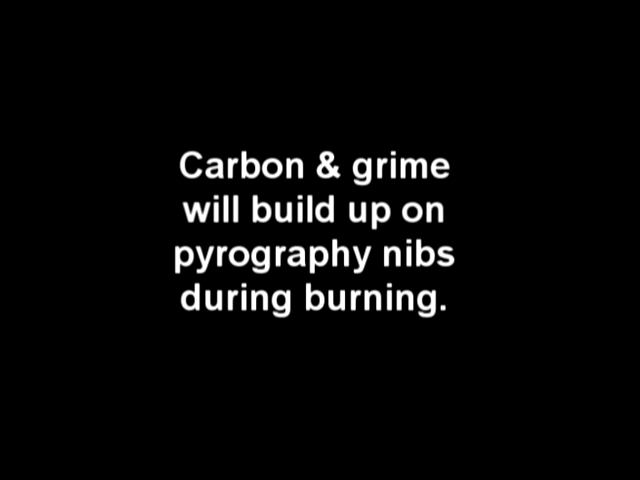 Carbon & grime
will build up on
pyrography nibs
during burning.